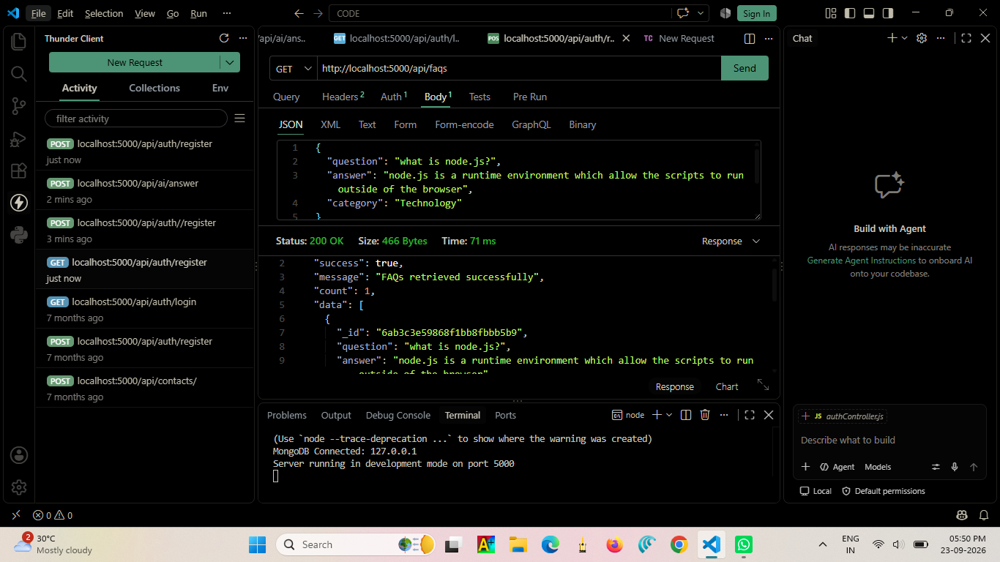 File Edit Selection View Go Run ··· CODE Sign In
Thunder Client
New Request
Activity Collections Env
filter activity
POST localhost:5000/api/auth/register
just now
POST localhost:5000/api/ai/answer
2 mins ago
POST localhost:5000/api/auth//register
3 mins ago
GET localhost:5000/api/auth/register
just now
GET localhost:5000/api/auth/login
7 months ago
POST localhost:5000/api/auth/register
7 months ago
POST localhost:5000/api/contacts/
7 months ago
/api/ai/ans.. GET localhost:5000/api/auth/l.. POS localhost:5000/api/auth/r.. TC New Request
GET http://localhost:5000/api/faqs Send
Query Headers 2 Auth 1 Body 1 Tests Pre Run
JSON XML Text Form Form-encode GraphQL Binary
1 {
2 "question": "what is node.js?",
3 "answer": "node.js is a runtime environment which allow the scripts to run
outside of the browser",
4 "category": "Technology"
5 }
Status: 200 OK Size: 466 Bytes Time: 71 ms Response
2 "success": true,
3 "message": "FAQs retrieved successfully",
4 "count": 1,
5 "data": [
6 {
7 "_id": "6ab3c3e59868f1bb8fbbb5b9",
8 "question": "what is node.js?",
9 "answer": "node.js is a runtime environment which allow the scripts to run
outside of the browser"
Response Chart
Problems Output Debug Console Terminal Ports node
(Use `node --trace-deprecation ...` to show where the warning was created)
MongoDB Connected: 127.0.0.1
Server running in development mode on port 5000
Chat
Build with Agent
AI responses may be inaccurate
Generate Agent Instructions to onboard AI
onto your codebase.
JS authController.js
Describe what to build
Agent Models
Local Default permissions
0 0
2 30°C
Mostly cloudy
Search
ENG
IN
05:50 PM
23-09-2026